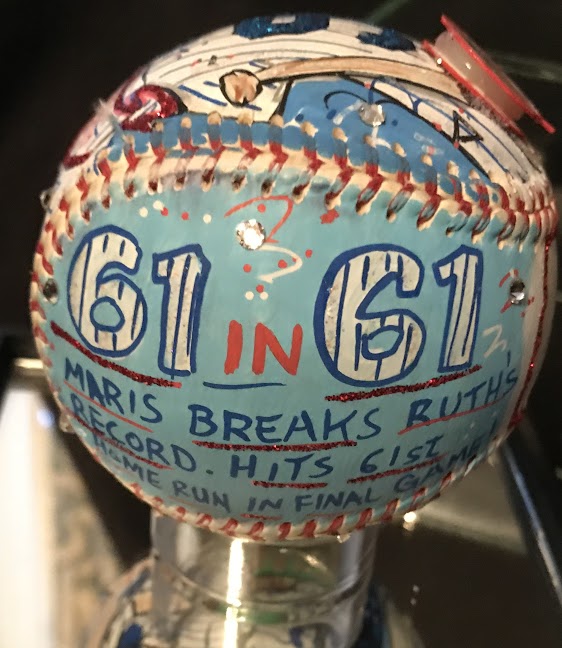 61 IN 61
MARIS BREAKS RUTH'S
RECORD. HITS 61ST
HOME RUN IN FINAL GAME!